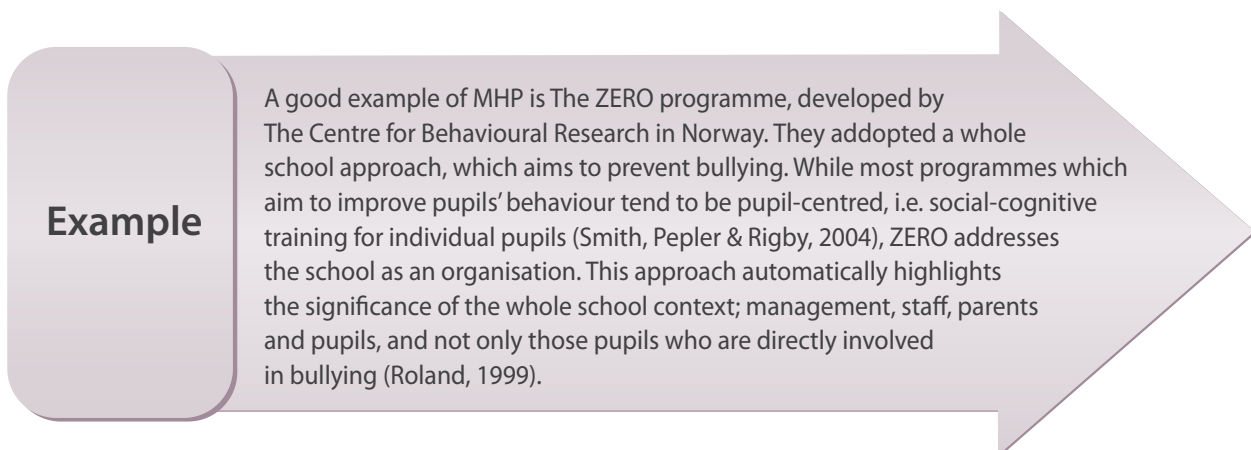 Example
A good example of MHP is The ZERO programme, developed by
The Centre for Behavioural Research in Norway. They addopted a whole
school approach, which aims to prevent bullying. While most programmes which
aim to improve pupils’ behaviour tend to be pupil-centred, i.e. social-cognitive
training for individual pupils (Smith, Pepler & Rigby, 2004), ZERO addresses
the school as an organisation. This approach automatically highlights
the significance of the whole school context; management, staff, parents
and pupils, and not only those pupils who are directly involved
in bullying (Roland, 1999).